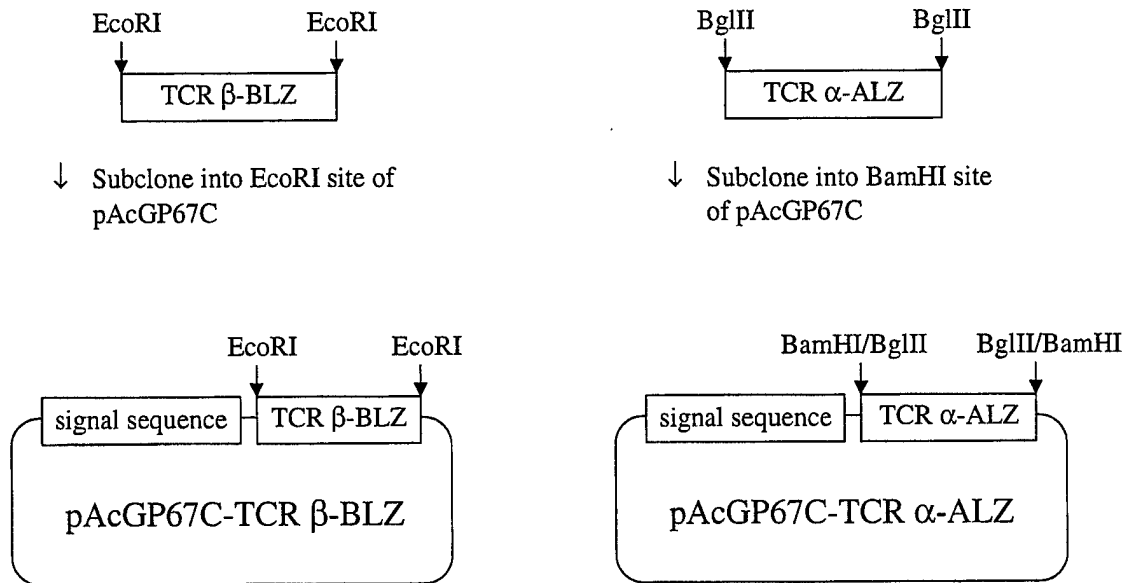 EcoRI EcoRI
TCR β-BLZ
↓ Subclone into EcoRI site of
pAcGP67C
EcoRI EcoRI
signal sequence TCR β-BLZ
pAcGP67C-TCR β-BLZ
BglII BglII
TCR α-ALZ
↓ Subclone into BamHI site
of pAcGP67C
BamHI/BglII BglII/BamHI
signal sequence TCR α-ALZ
pAcGP67C-TCR α-ALZ